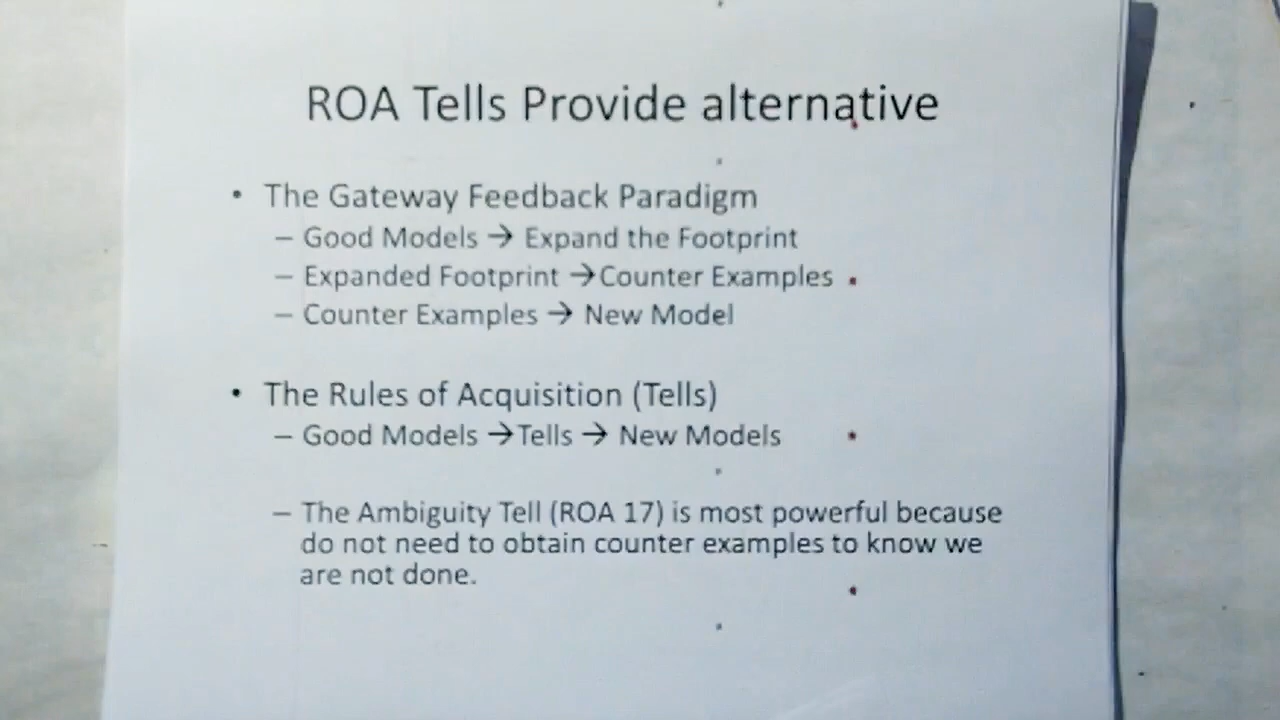 ROA Tells Provide alternative
• The Gateway Feedback Paradigm
– Good Models → Expand the Footprint
– Expanded Footprint →Counter Examples
– Counter Examples → New Model
• The Rules of Acquisition (Tells)
– Good Models →Tells → New Models
– The Ambiguity Tell (ROA 17) is most powerful because
do not need to obtain counter examples to know we
are not done.